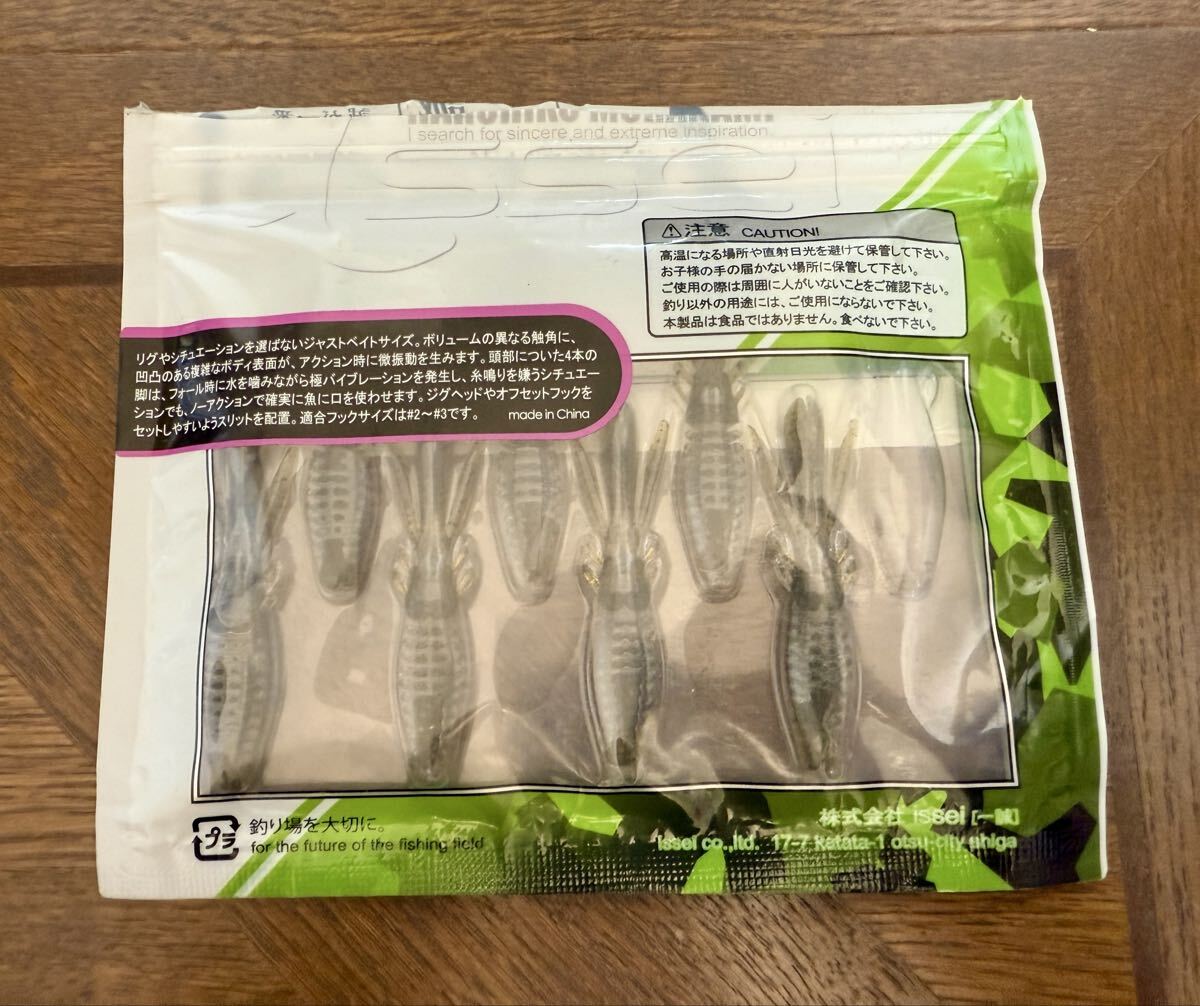 I search for sincere and extreme inspiration
issei
⚠注意 CAUTION!
高温になる場所や直射日光を避けて保管して下さい。
お子様の手の届かない場所に保管して下さい。
ご使用の際は周囲に人がいないことをご確認下さい。
釣り以外の用途には、ご使用にならないで下さい。
本製品は食品ではありません。食べないで下さい。
リグやシチュエーションを選ばないジャストベイトサイズ。ボリュームの異なる触角に、
凹凸のある複雑なボディ表面が、アクション時に微振動を生みます。頭部についた4本の
脚は、フォール時に水を噛みながら極バイブレーションを発生し、糸鳴りを嫌うシチュエー
ションでも、ノーアクションで確実に魚に口を使わせます。ジグヘッドやオフセットフックを
セットしやすいようスリットを配置。適合フックサイズは#2〜#3です。 made in China
プラ
釣り場を大切に。
for the future of the fishing field
株式会社 issei [一誠]
issei co.,ltd. 17-7 katata-1 otsu-city shiga